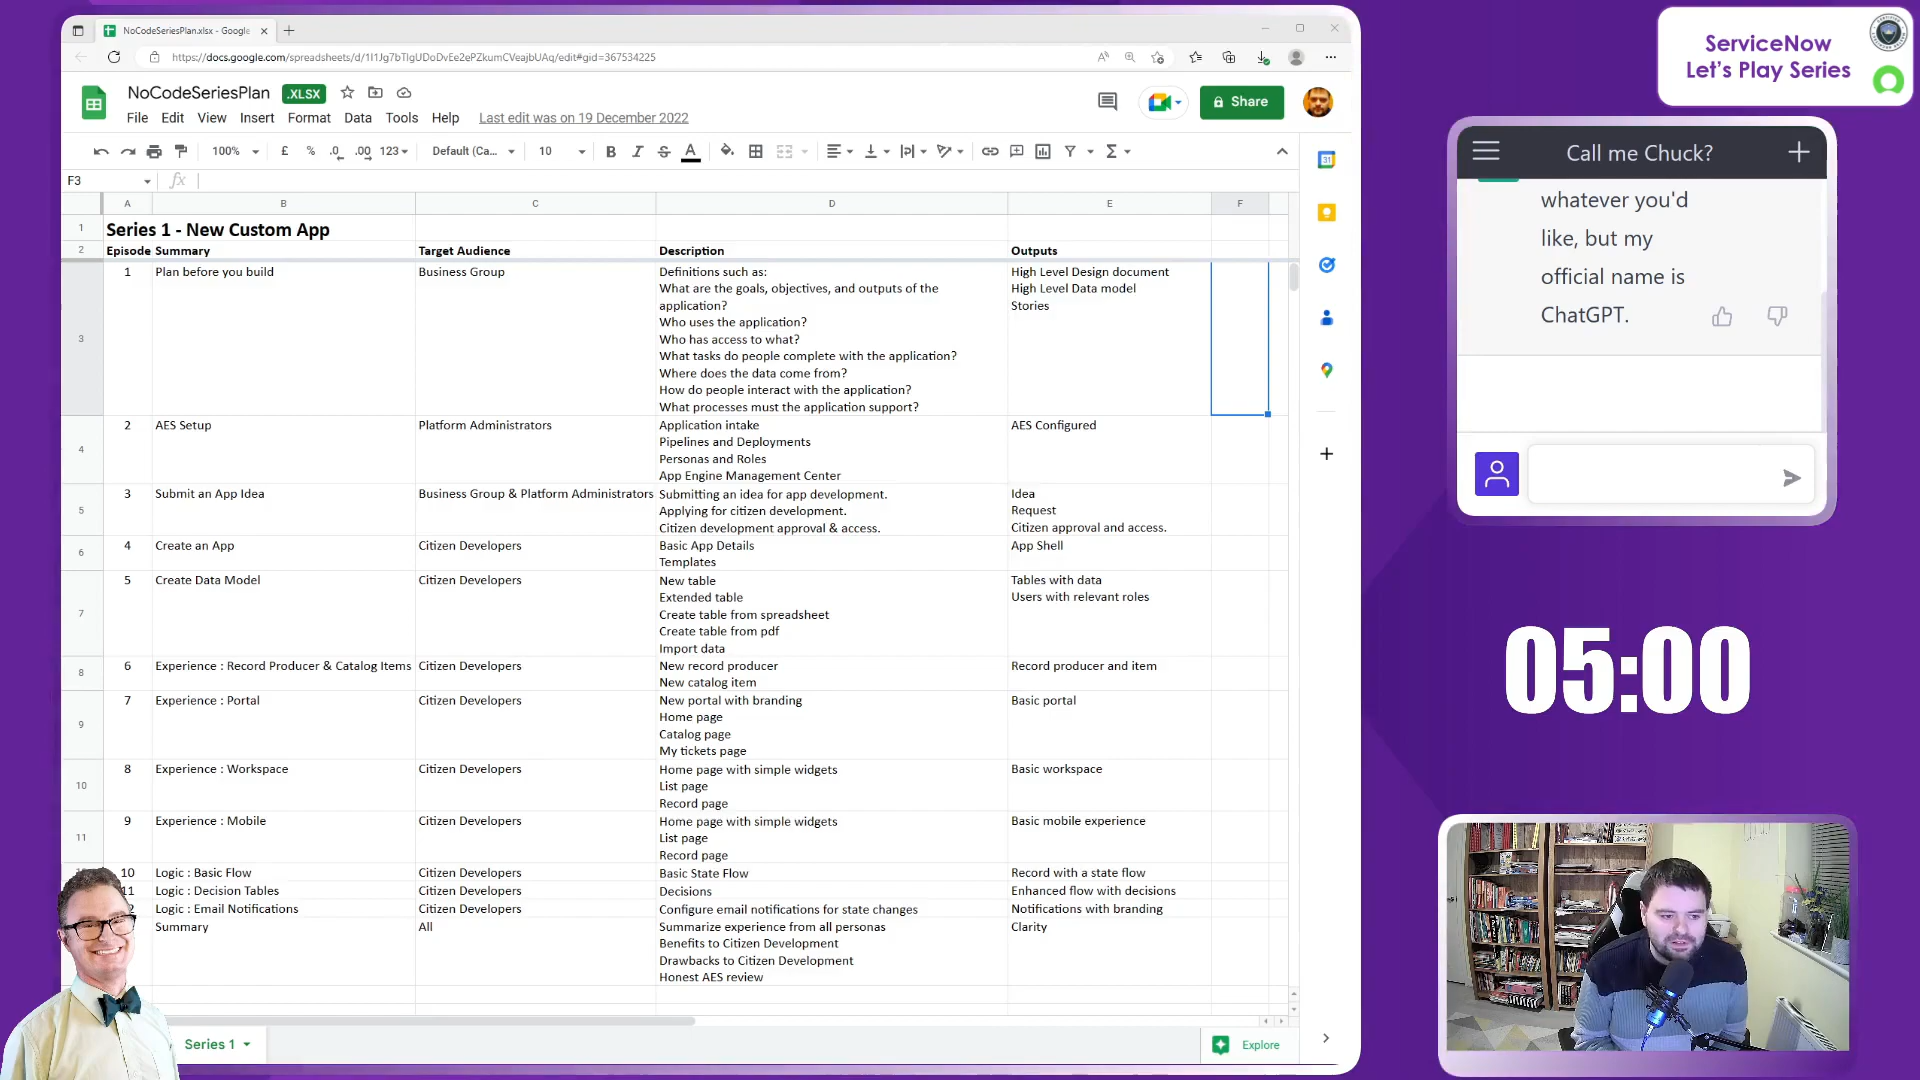 NoCodeSeriesPlan.xlsx - Google
https://docs.google.com/spreadsheets/d/1I1Jg7bTlgUDoDvEe2ePZkumCVeajbUAq/edit#gid=367534225
NoCodeSeriesPlan .XLSX
Share
File Edit View Insert Format Data Tools Help Last edit was on 19 December 2022
100% £ % .0 .00 123 Default (Ca... 10 B I S A
F3 fx
A B C D E F
1 Series 1 - New Custom App
2 Episode Summary Target Audience Description Outputs
1 Plan before you build Business Group Definitions such as: High Level Design document
What are the goals, objectives, and outputs of the High Level Data model
application? Stories
Who uses the application?
3 Who has access to what?
What tasks do people complete with the application?
Where does the data come from?
How do people interact with the application?
What processes must the application support?
2 AES Setup Platform Administrators Application intake AES Configured
Pipelines and Deployments
4 Personas and Roles
App Engine Management Center
3 Submit an App Idea Business Group & Platform Administrators Submitting an idea for app development. Idea
5 Applying for citizen development. Request
Citizen development approval & access. Citizen approval and access.
4 Create an App Citizen Developers Basic App Details App Shell
6 Templates
5 Create Data Model Citizen Developers New table Tables with data
Extended table Users with relevant roles
7 Create table from spreadsheet
Create table from pdf
Import data
6 Experience : Record Producer & Catalog Items Citizen Developers New record producer Record producer and item
8 New catalog item
7 Experience : Portal Citizen Developers New portal with branding Basic portal
9 Home page
Catalog page
My tickets page
8 Experience : Workspace Citizen Developers Home page with simple widgets Basic workspace
10 List page
Record page
9 Experience : Mobile Citizen Developers Home page with simple widgets Basic mobile experience
11 List page
Record page
10 Logic : Basic Flow Citizen Developers Basic State Flow Record with a state flow
11 Logic : Decision Tables Citizen Developers Decisions Enhanced flow with decisions
2 Logic : Email Notifications Citizen Developers Configure email notifications for state changes Notifications with branding
Summary All Summarize experience from all personas Clarity
Benefits to Citizen Development
Drawbacks to Citizen Development
Honest AES review
Series 1
Explore
31
ServiceNow
Let's Play Series
Call me Chuck?
whatever you'd
like, but my
official name is
ChatGPT.
05:00